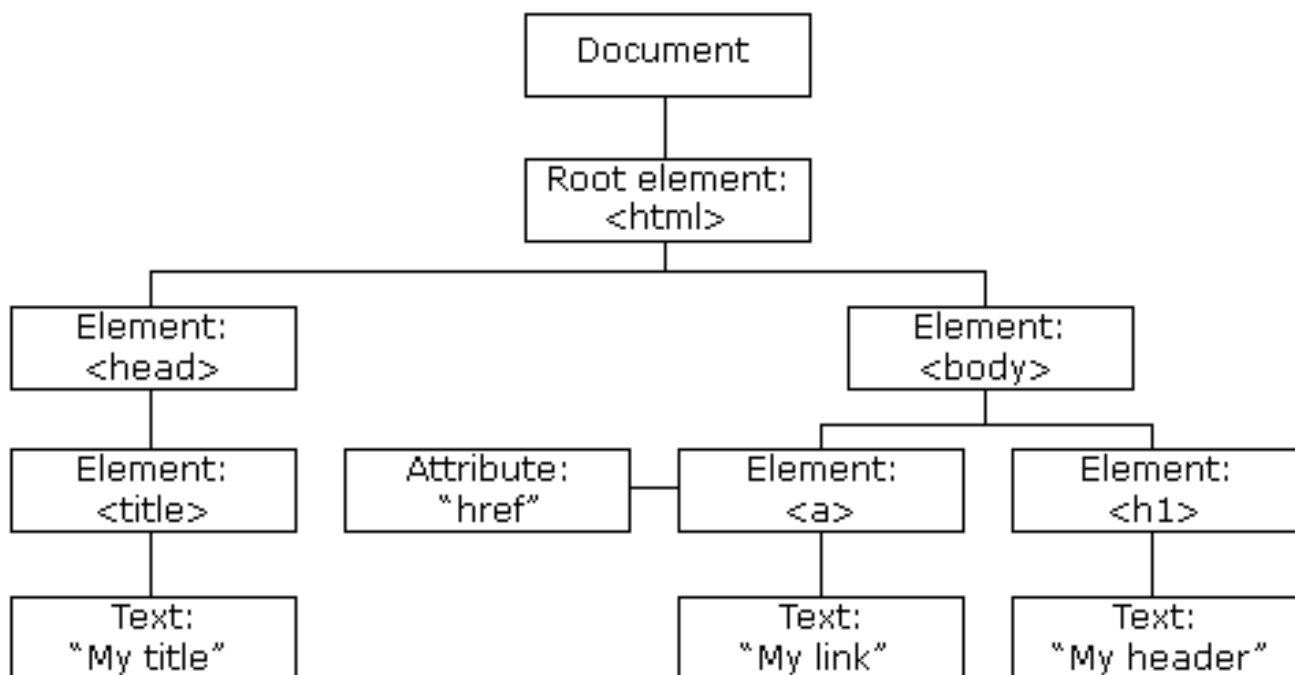 Document
Root element:
<html>
Element:
<head>
Element:
<body>
Element:
<title>
Attribute:
“href”
Element:
<a>
Element:
<h1>
Text:
“My title”
Text:
“My link”
Text:
“My header”